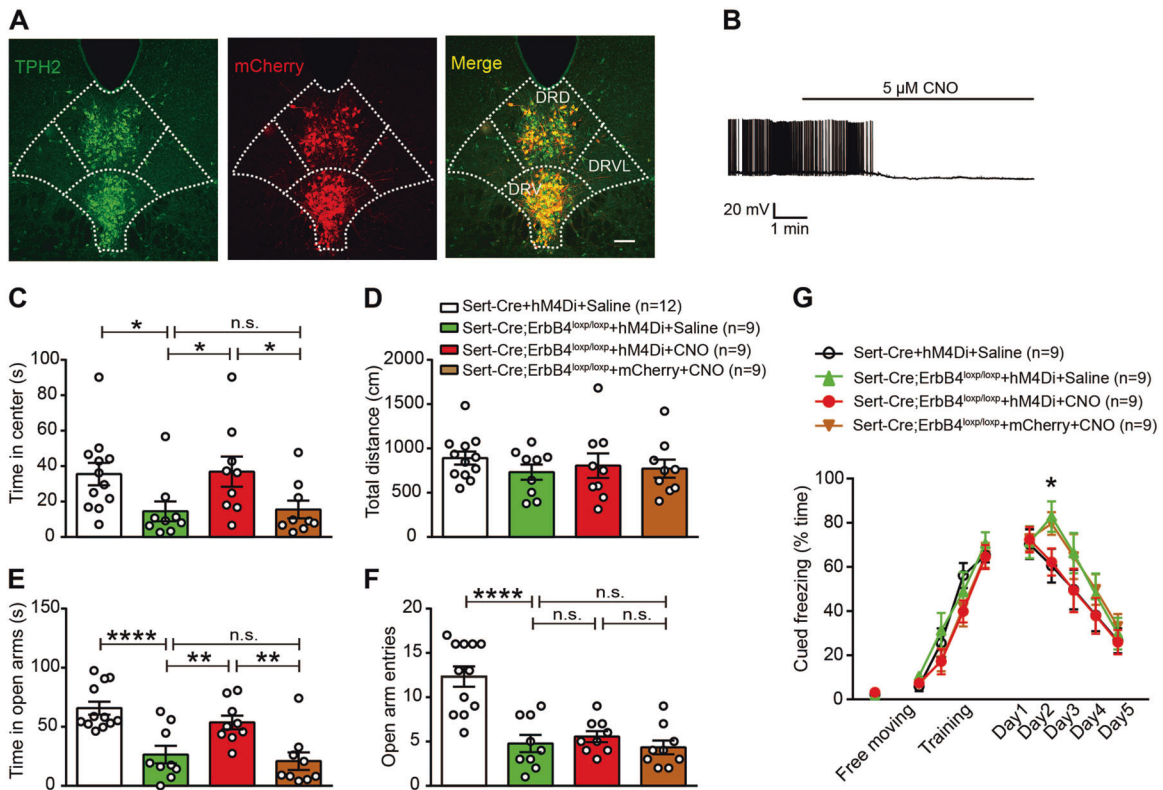 A
TPH2
mCherry
Merge
DRD
DRVL
DRV
B
5 µM CNO
20 mV
1 min
C
n.s.
*
*
*
Time in center (s)
100
80
60
40
20
0
D
Sert-Cre+hM4Di+Saline (n=12)
Sert-Cre;ErbB4loxp/loxp+hM4Di+Saline (n=9)
Sert-Cre;ErbB4loxp/loxp+hM4Di+CNO (n=9)
Sert-Cre;ErbB4loxp/loxp+mCherry+CNO (n=9)
Total distance (cm)
2000
1500
1000
500
0
E
n.s.
****
**
**
Time in open arms (s)
150
100
50
0
F
****
n.s.
n.s.
n.s.
Open arm entries
20
15
10
5
0
G
Sert-Cre+hM4Di+Saline (n=9)
Sert-Cre;ErbB4loxp/loxp+hM4Di+Saline (n=9)
Sert-Cre;ErbB4loxp/loxp+hM4Di+CNO (n=9)
Sert-Cre;ErbB4loxp/loxp+mCherry+CNO (n=9)
*
Cued freezing (% time)
100
80
60
40
20
0
Free moving
Training
Day1
Day2
Day3
Day4
Day5